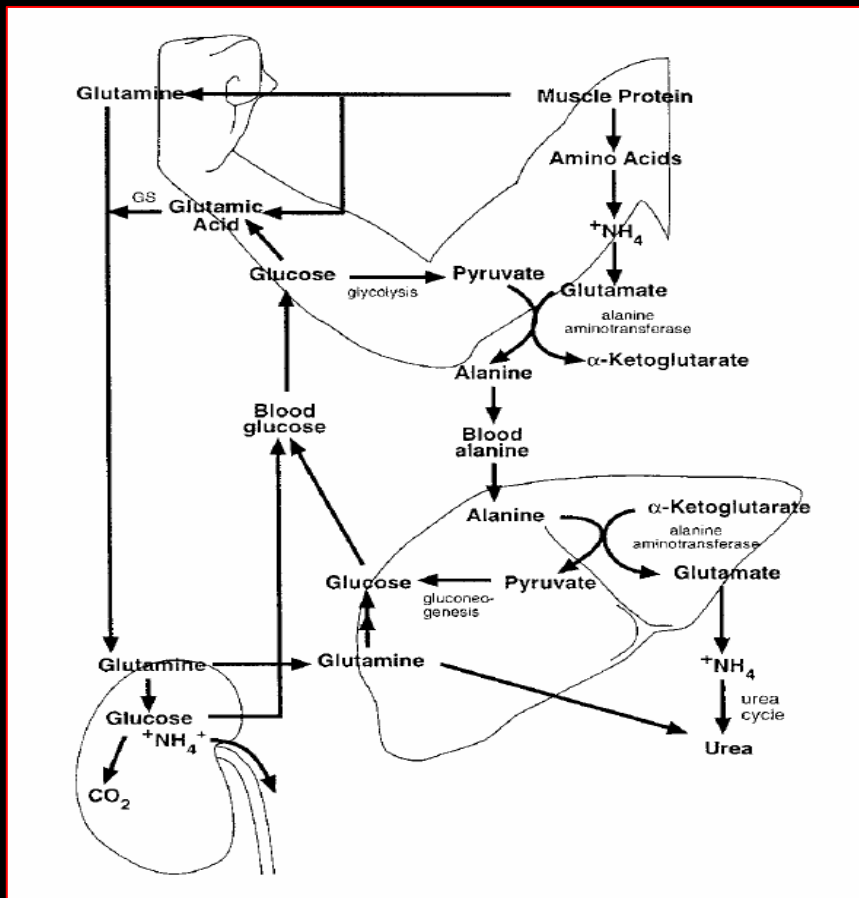 Glutamine
Muscle Protein
Amino Acids
GS
Glutamic
Acid
⁺NH₄
Glucose
glycolysis
Pyruvate
Glutamate
alanine
aminotransferase
α-Ketoglutarate
Alanine
Blood
glucose
Blood
alanine
Alanine
α-Ketoglutarate
alanine
aminotransferase
Glucose
gluconeo-
genesis
Pyruvate
Glutamate
Glutamine
Glutamine
⁺NH₄
Glucose
⁺NH₄⁺
urea
cycle
Urea
CO₂